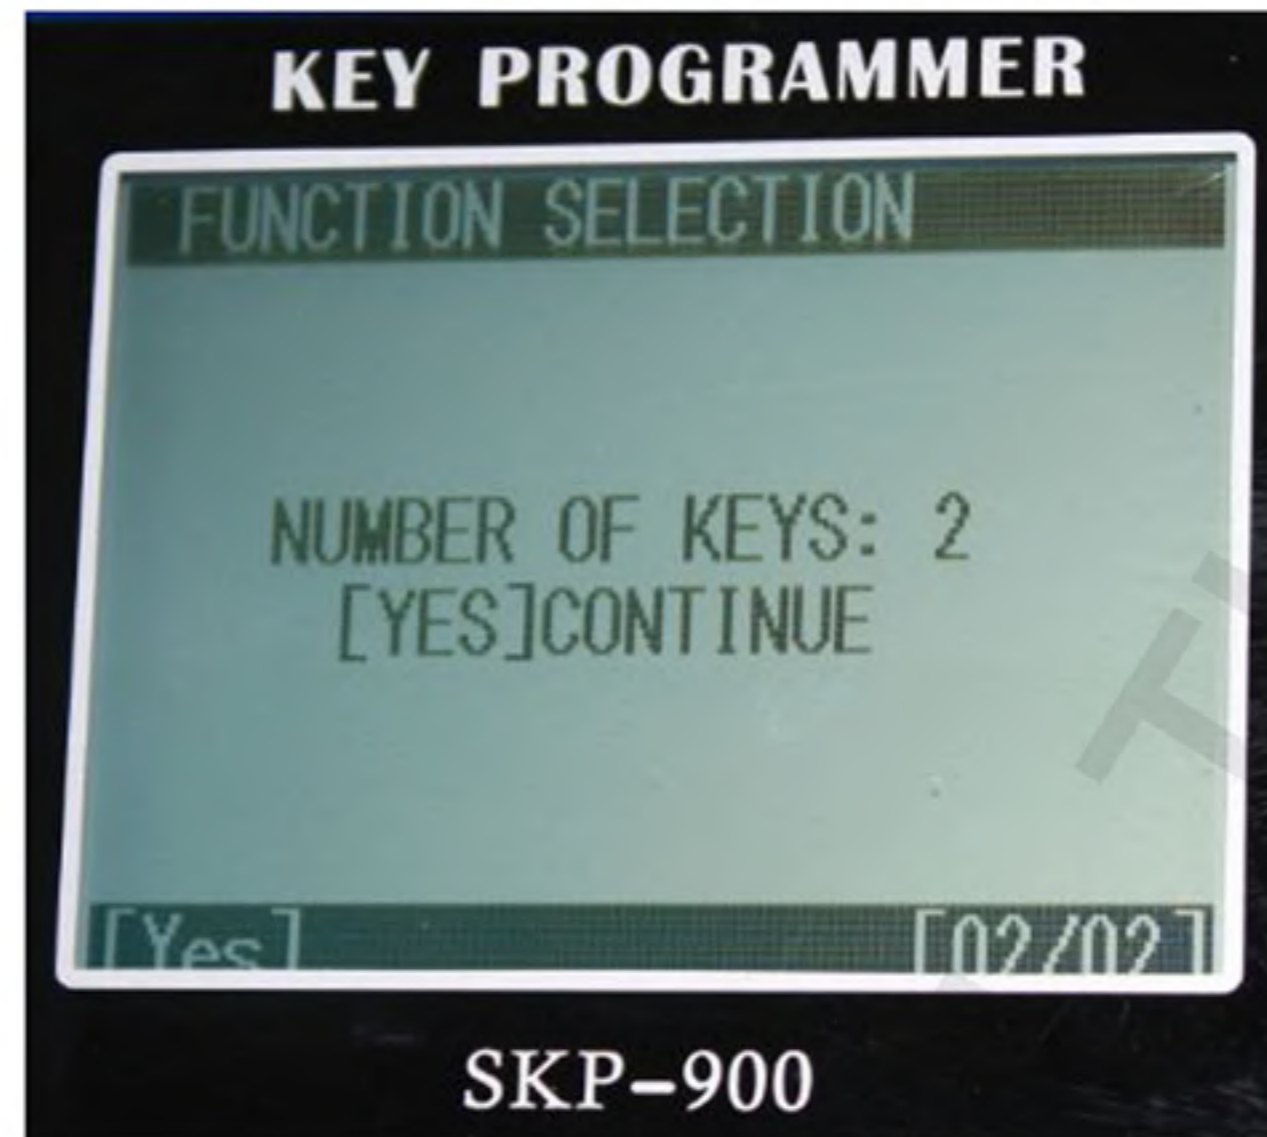 KEY PROGRAMMER
FUNCTION SELECTION
NUMBER OF KEYS: 2
[YES]CONTINUE
[Yes] [02/02]
SKP-900